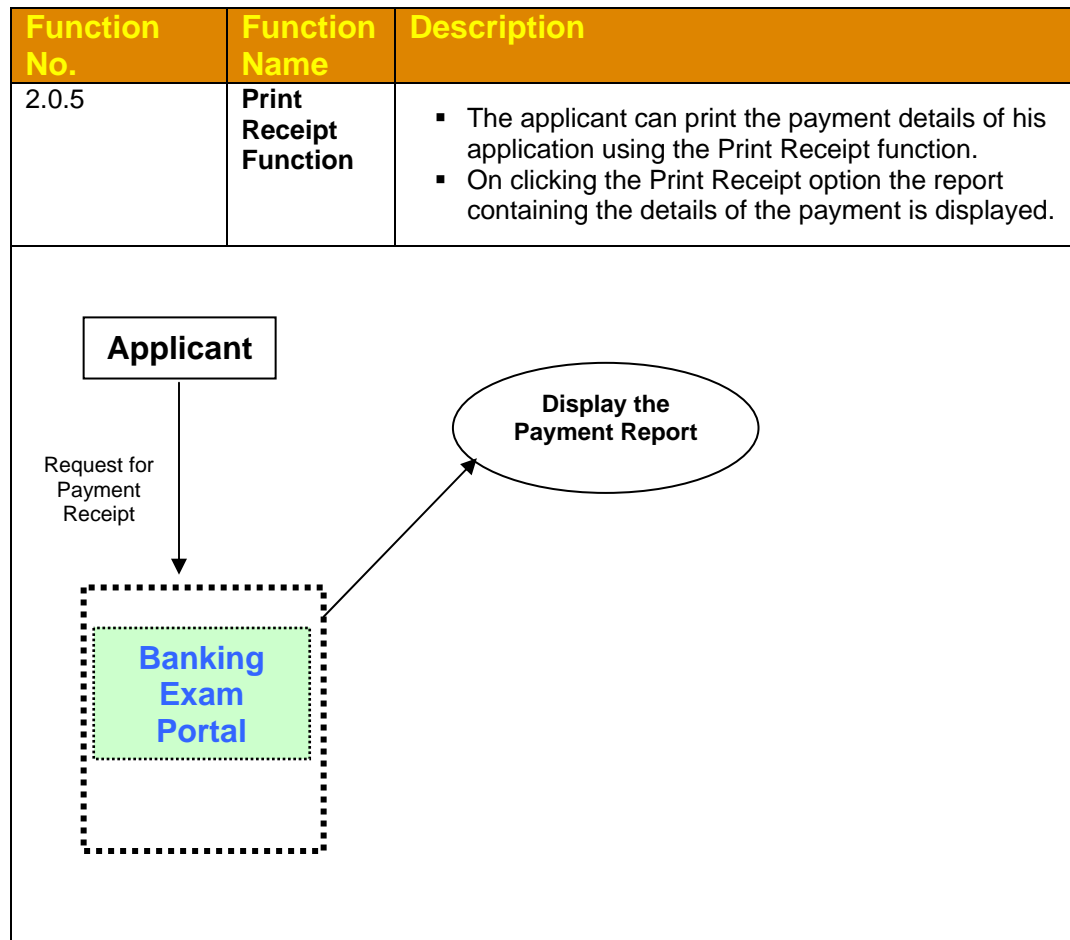 Function No.
Function Name
Description
2.0.5
Print
Receipt
Function
▪ The applicant can print the payment details of his
application using the Print Receipt function.
▪ On clicking the Print Receipt option the report
containing the details of the payment is displayed.
Applicant
Display the
Payment Report
Request for
Payment
Receipt
Banking
Exam
Portal